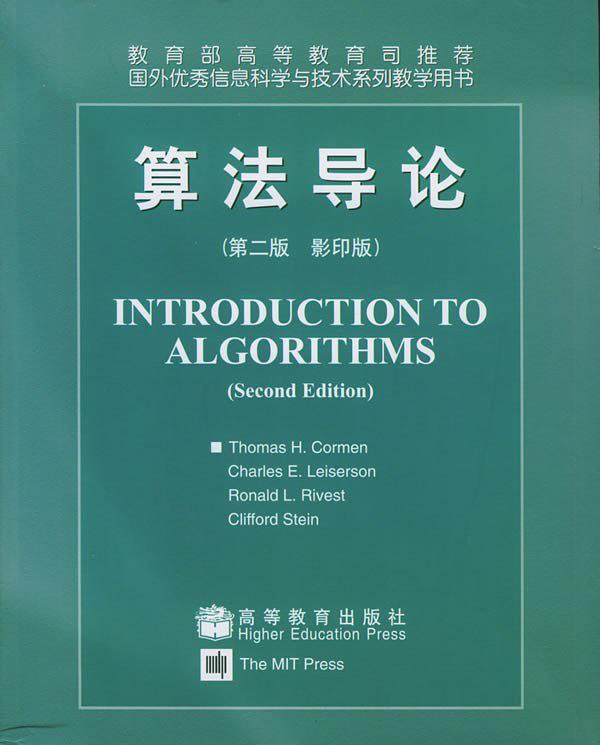 教育部高等教育司推荐
国外优秀信息科学与技术系列教学用书
算法导论
(第二版 影印版)
INTRODUCTION TO
ALGORITHMS
(Second Edition)
■ Thomas H. Cormen
Charles E. Leiserson
Ronald L. Rivest
Clifford Stein
高等教育出版社
Higher Education Press
The MIT Press